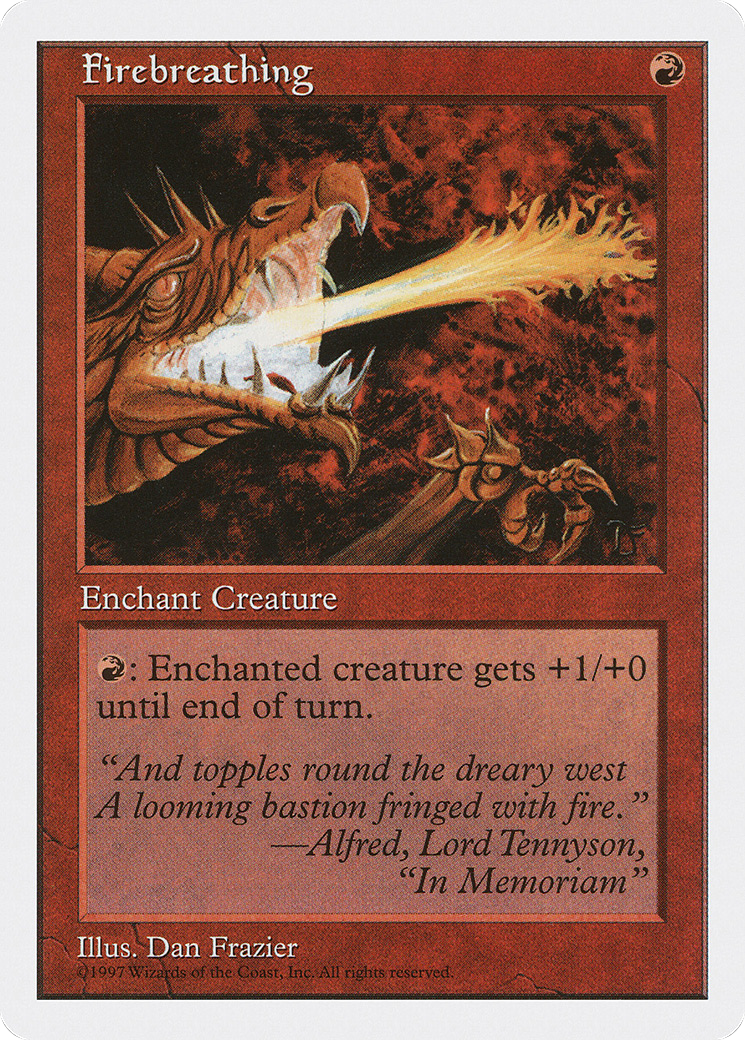 Firebreathing
Enchant Creature
: Enchanted creature gets +1/+0
until end of turn.
“And topples round the dreary west
A looming bastion fringed with fire.”
—Alfred, Lord Tennyson,
“In Memoriam”
Illus. Dan Frazier
©1997 Wizards of the Coast, Inc. All rights reserved.